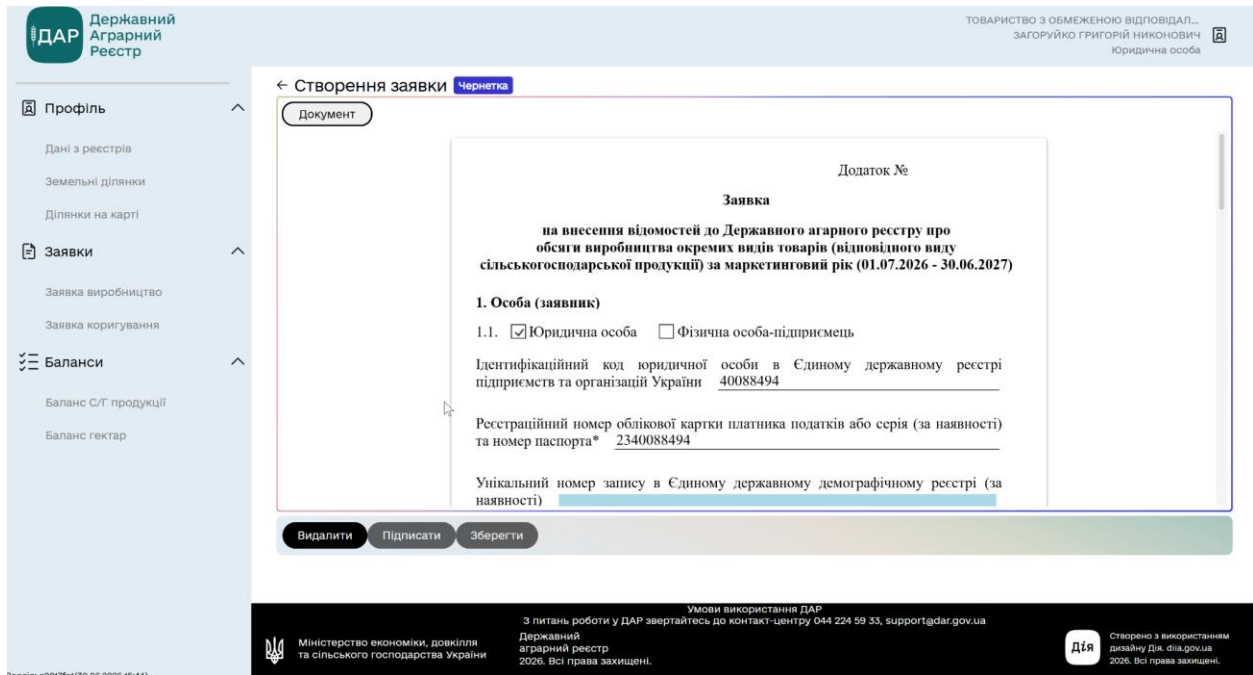 ДАР
Державний
Аграрний
Реєстр
ТОВАРИСТВО З ОБМЕЖЕНОЮ ВІДПОВІДАЛ...
ЗАГОРУЙКО ГРИГОРІЙ НИКОНОВИЧ
Юридична особа
Профіль
Дані з реєстрів
Земельні ділянки
Ділянки на карті
Заявки
Заявка виробництво
Заявка коригування
Баланси
Баланс С/Г продукції
Баланс гектар
← Створення заявки Чернетка
Документ
Додаток №
Заявка
на внесення відомостей до Державного аграрного реєстру про
обсяги виробництва окремих видів товарів (відповідного виду
сільськогосподарської продукції) за маркетинговий рік (01.07.2026 - 30.06.2027)
1. Особа (заявник)
1.1. Юридична особа Фізична особа-підприємець
Ідентифікаційний код юридичної особи в Єдиному державному реєстрі
підприємств та організацій України 40088494
Реєстраційний номер облікової картки платника податків або серія (за наявності)
та номер паспорта* 2340088494
Унікальний номер запису в Єдиному державному демографічному реєстрі (за
наявності)
Видалити Підписати Зберегти
Умови використання ДАР
З питань роботи у ДАР звертайтесь до контакт-центру 044 224 59 33, support@dar.gov.ua
Міністерство економіки, довкілля
та сільського господарства України
Державний
аграрний реєстр
2026. Всі права захищені.
Дія
Створено з використанням
дизайну Дія. diia.gov.ua
2026. Всі права захищені.